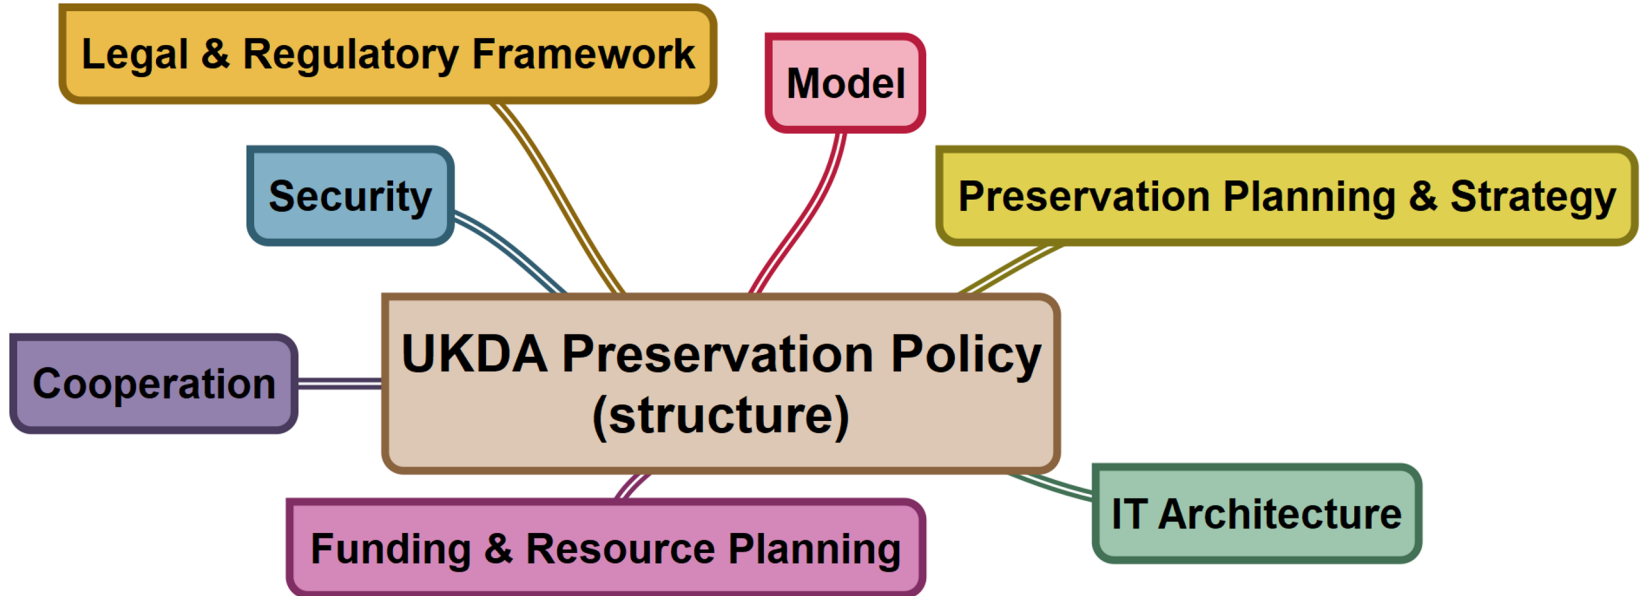 Legal & Regulatory Framework
Model
Security
Preservation Planning & Strategy
UKDA Preservation Policy
(structure)
Cooperation
IT Architecture
Funding & Resource Planning